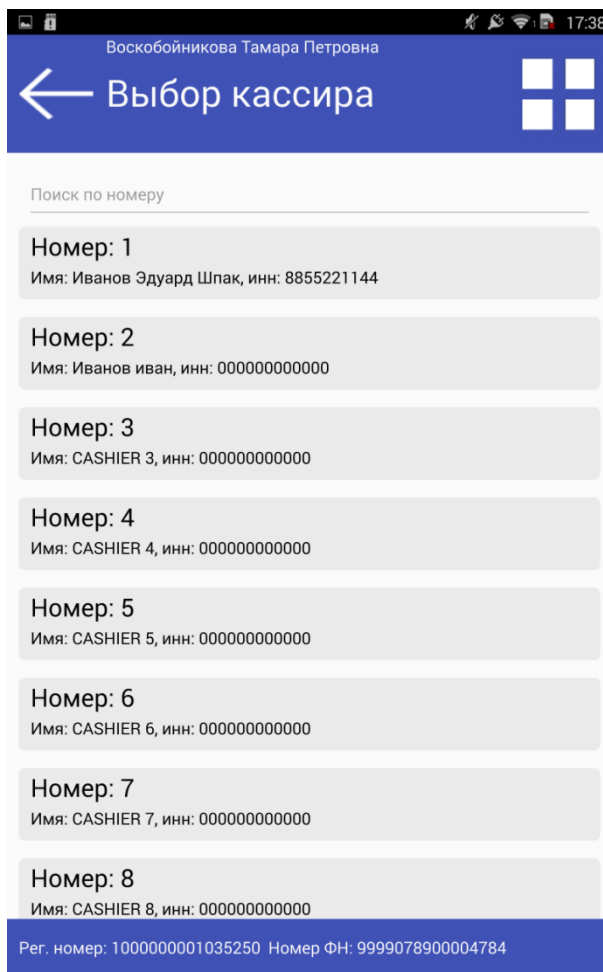 17:38
Воскобойникова Тамара Петровна
Выбор кассира
Поиск по номеру
Номер: 1
Имя: Иванов Эдуард Шпак, инн: 8855221144
Номер: 2
Имя: Иванов иван, инн: 000000000000
Номер: 3
Имя: CASHIER 3, инн: 000000000000
Номер: 4
Имя: CASHIER 4, инн: 000000000000
Номер: 5
Имя: CASHIER 5, инн: 000000000000
Номер: 6
Имя: CASHIER 6, инн: 000000000000
Номер: 7
Имя: CASHIER 7, инн: 000000000000
Номер: 8
Имя: CASHIER 8, инн: 000000000000
Рег. номер: 1000000001035250 Номер ФН: 9999078900004784